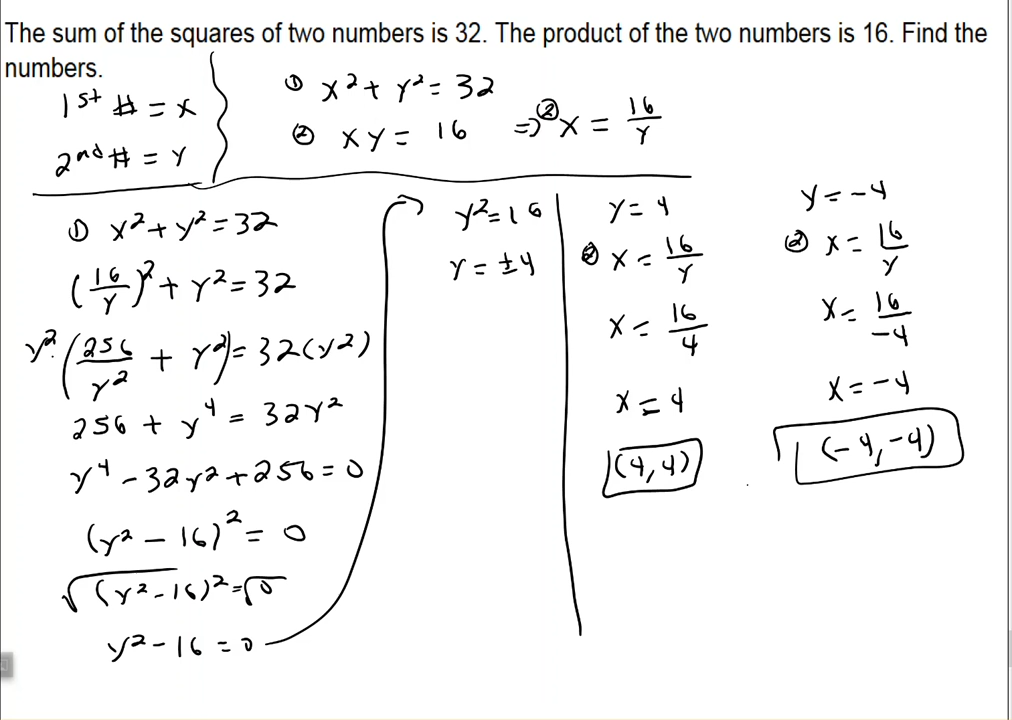 The sum of the squares of two numbers is 32. The product of the two numbers is 16. Find the
numbers.
1st # = x
2nd # = y
① x² + y² = 32
② xy = 16 ⇒ ② x = 16/y
① x² + y² = 32
(16/y)² + y² = 32
y² · (256/y² + y²) = 32(y²)
256 + y⁴ = 32y²
y⁴ - 32y² + 256 = 0
(y² - 16)² = 0
√(y² - 16)² = √0
y² - 16 = 0
y² = 16
y = ±4
y = 4
② x = 16/y
x = 16/4
x = 4
(4, 4)
y = -4
② x = 16/y
x = 16/-4
x = -4
(-4, -4)